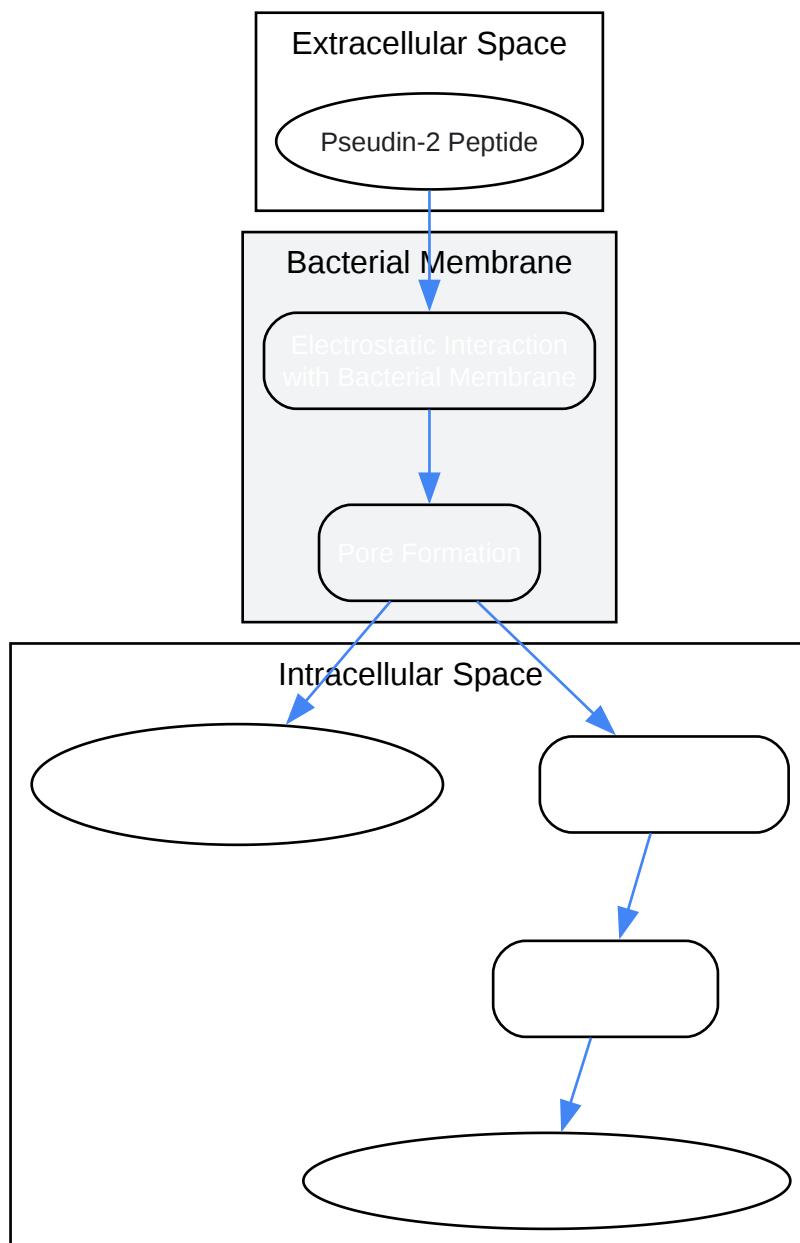 Extracellular Space
Pseudin-2 Peptide
Bacterial Membrane
Electrostatic Interaction
with Bacterial Membrane
Pore Formation
Intracellular Space